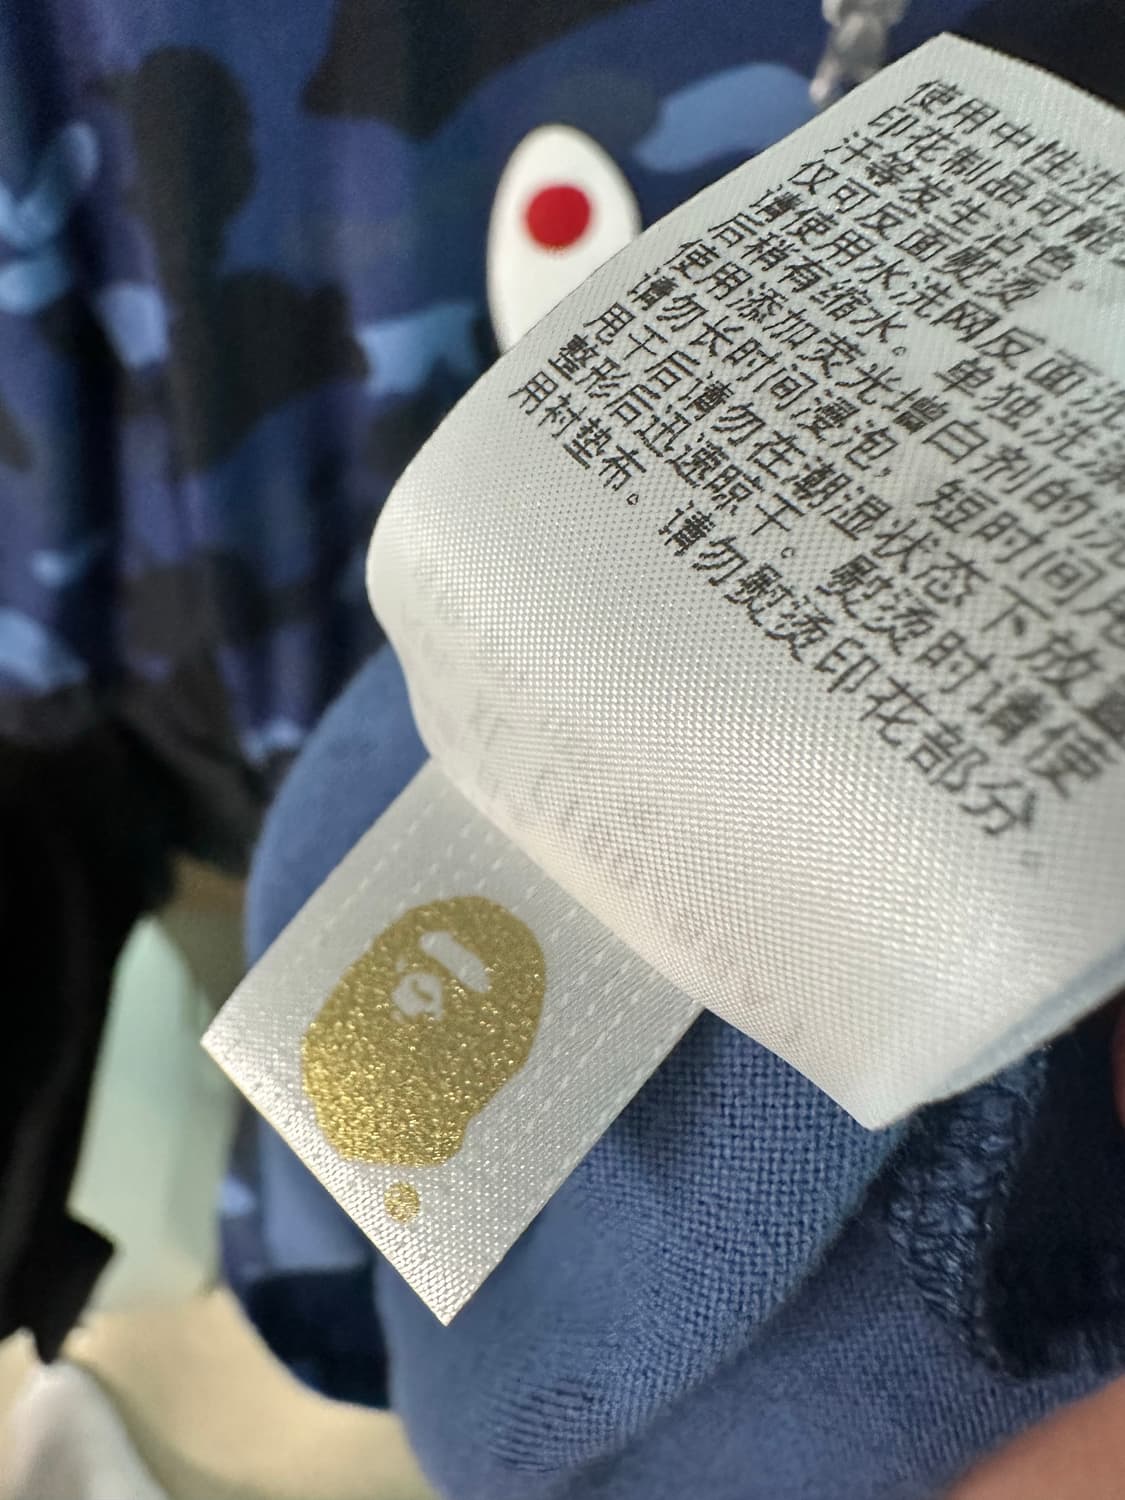 使用中性洗
印花制品可能
汗等发生沾色。
仅可反面熨烫
请使用水洗网反面洗
后稍有缩水。单独洗涤
使用添加荧光增白剂的洗
请勿长时间浸泡,短时间甩
甩干后请勿在潮湿状态下放置
整形后迅速晾干。熨烫时请使
用衬垫布。请勿熨烫印花部分。